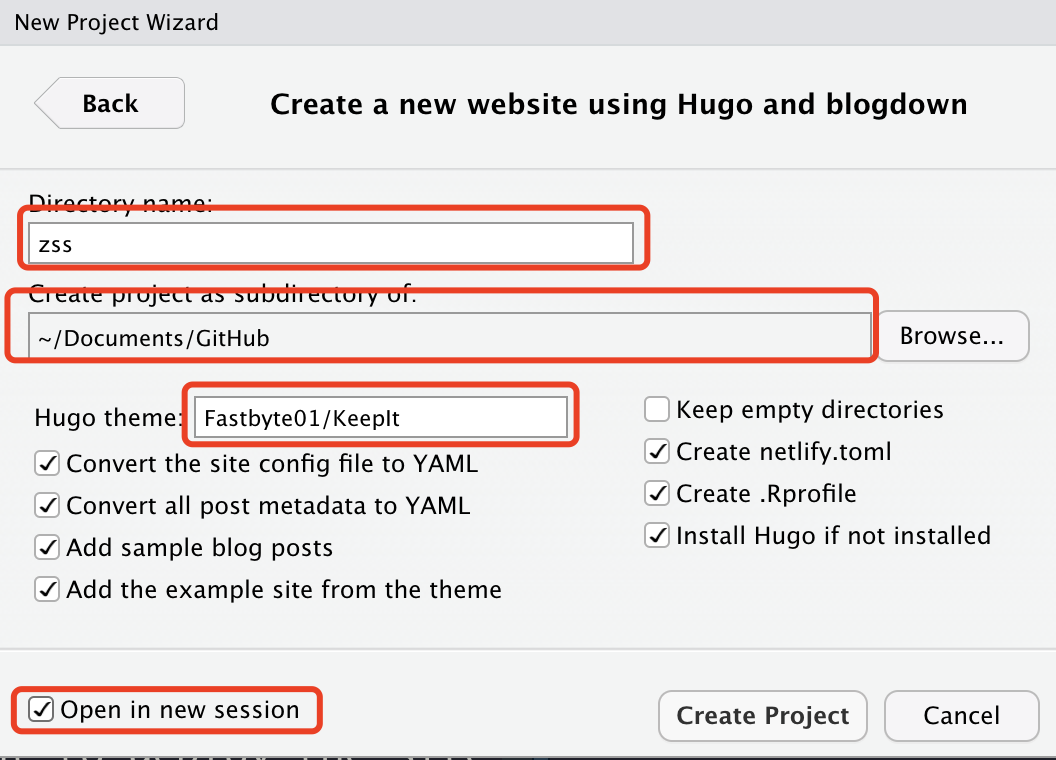 New Project Wizard
Back
Create a new website using Hugo and blogdown
Directory name:
zss
Create project as subdirectory of:
~/Documents/GitHub
Browse...
Hugo theme:
Fastbyte01/KeepIt
Convert the site config file to YAML
Convert all post metadata to YAML
Add sample blog posts
Add the example site from the theme
Keep empty directories
Create netlify.toml
Create .Rprofile
Install Hugo if not installed
Open in new session
Create Project
Cancel